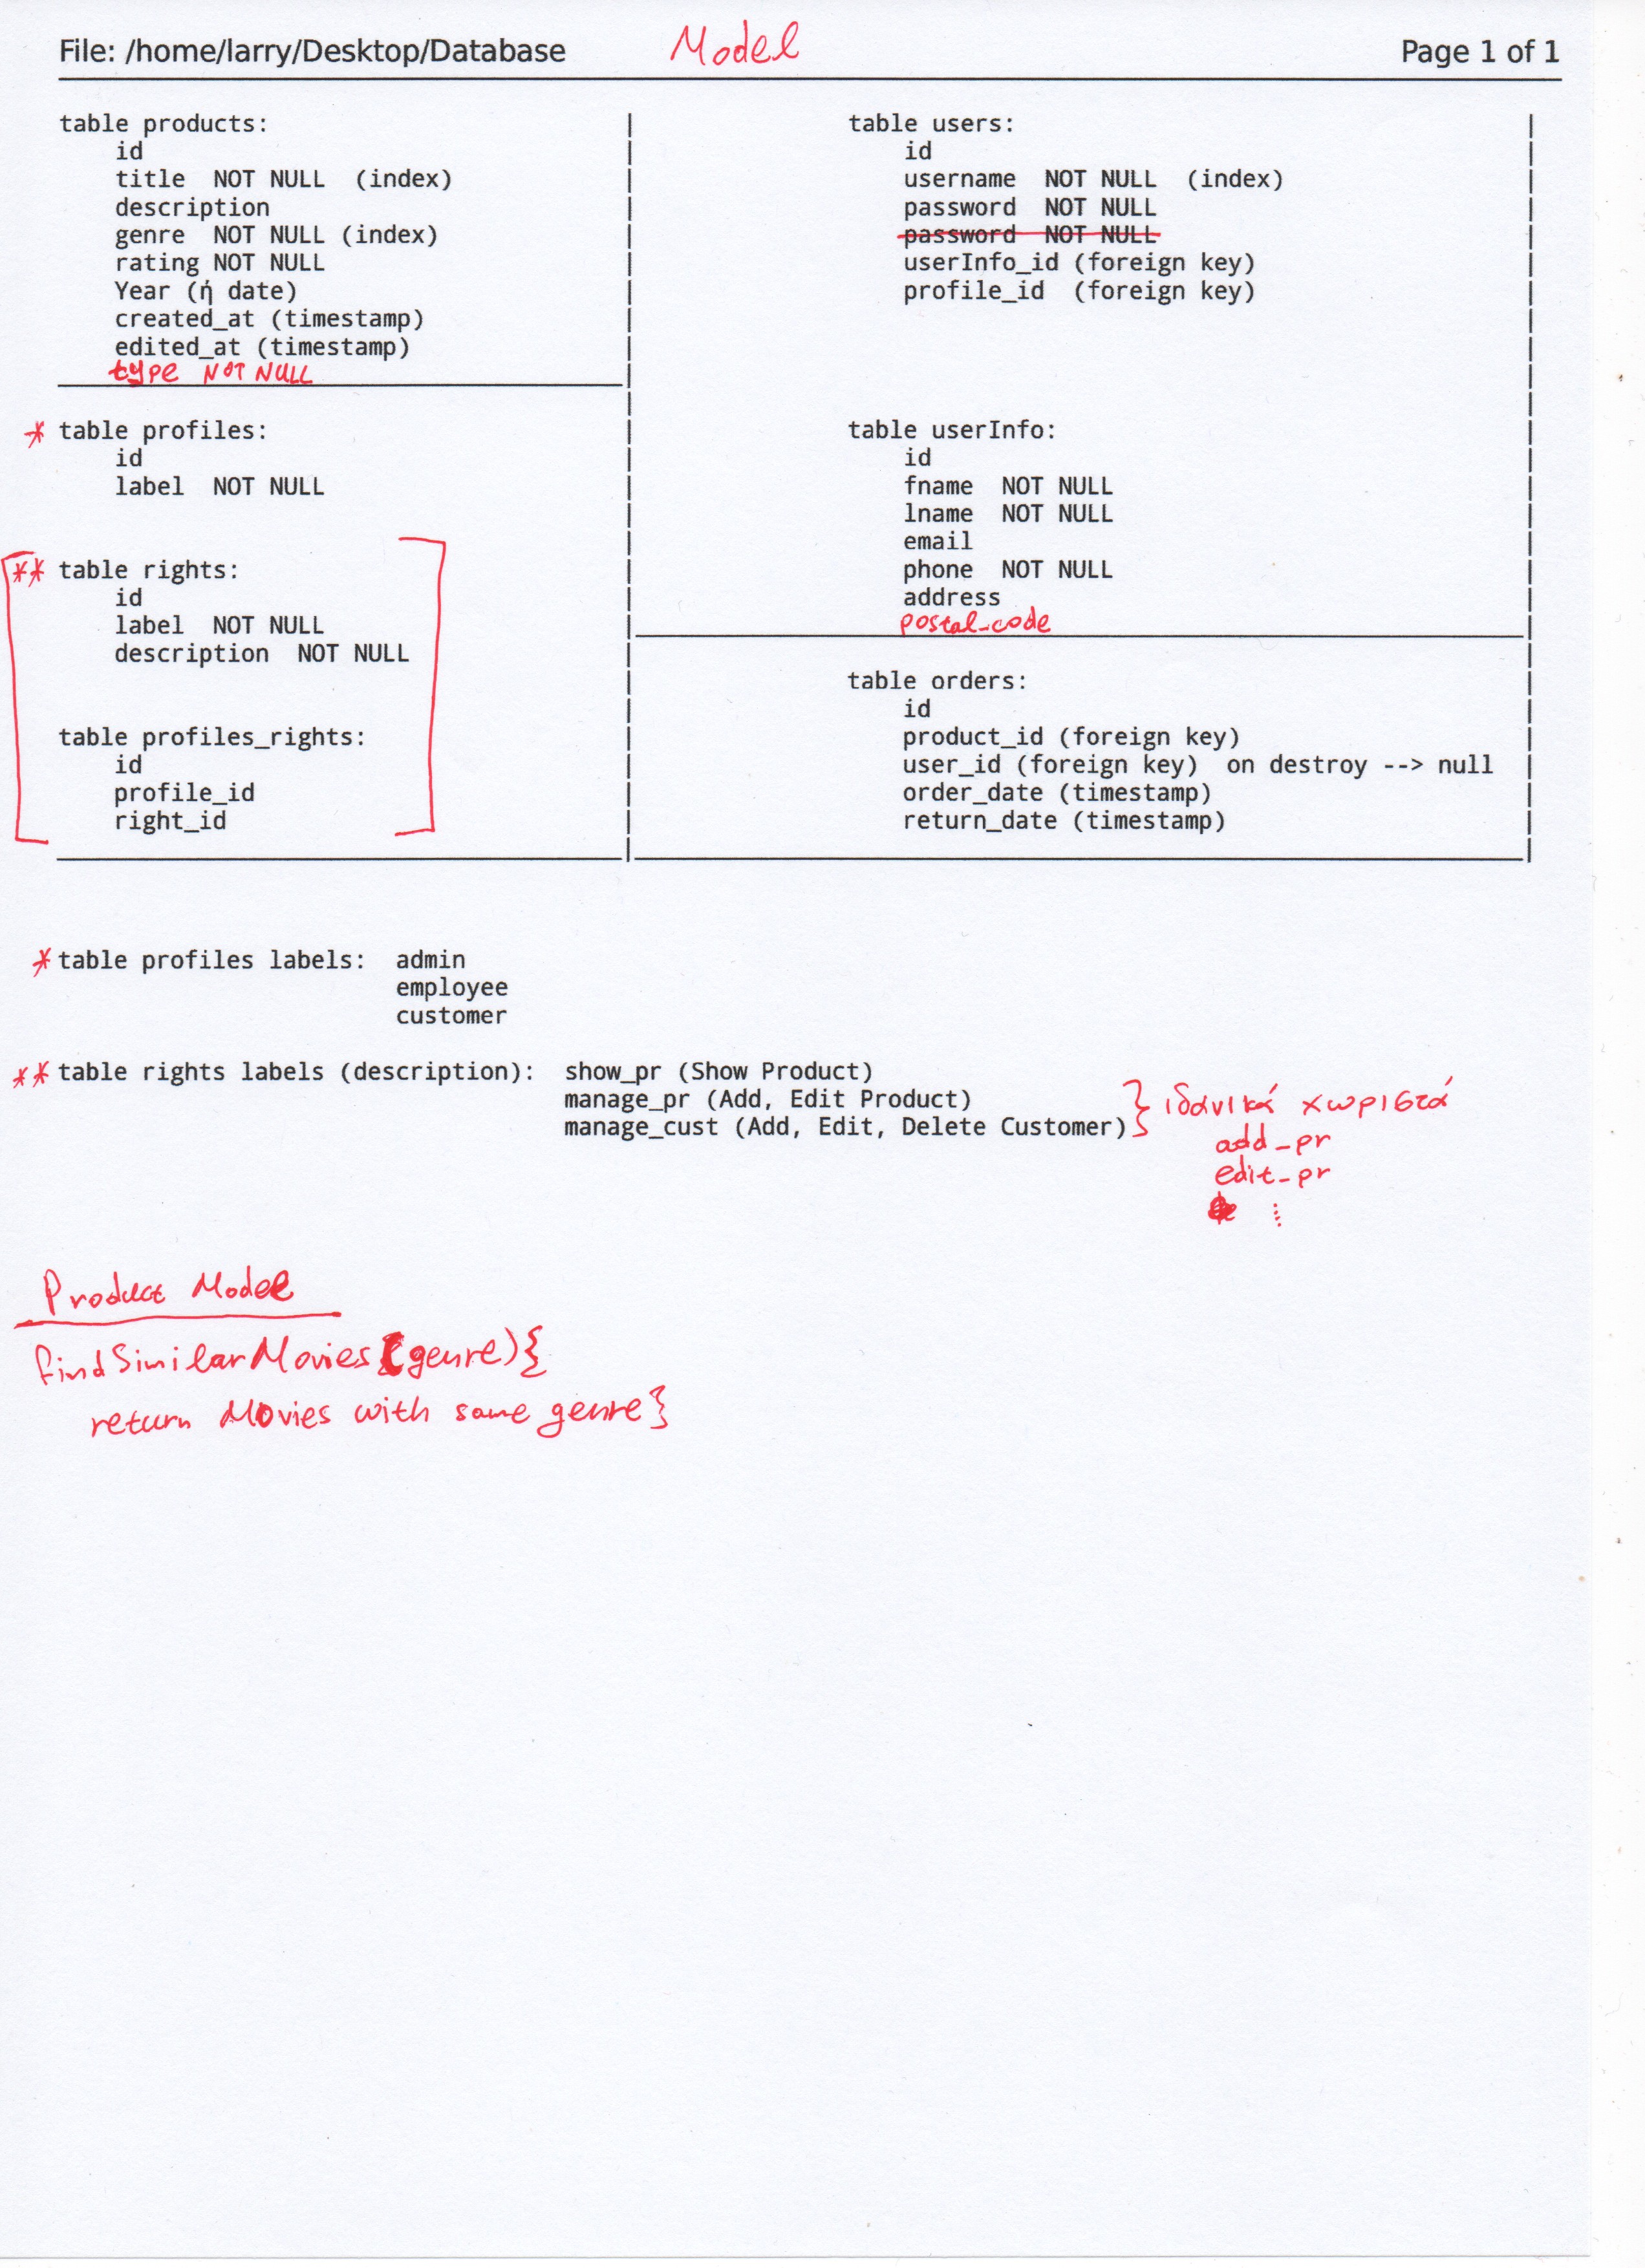 File: /home/larry/Desktop/Database Model Page 1 of 1
table products:
id
title NOT NULL (index)
description
genre NOT NULL (index)
rating NOT NULL
Year (ή date)
created_at (timestamp)
edited_at (timestamp)
type NOT NULL
* table profiles:
id
label NOT NULL
** table rights:
id
label NOT NULL
description NOT NULL
table profiles_rights:
id
profile_id
right_id
table users:
id
username NOT NULL (index)
password NOT NULL
password NOT NULL
userInfo_id (foreign key)
profile_id (foreign key)
table userInfo:
id
fname NOT NULL
lname NOT NULL
email
phone NOT NULL
address
postal_code
table orders:
id
product_id (foreign key)
user_id (foreign key) on destroy --> null
order_date (timestamp)
return_date (timestamp)
* table profiles labels: admin
employee
customer
** table rights labels (description): show_pr (Show Product)
manage_pr (Add, Edit Product)
manage_cust (Add, Edit, Delete Customer)
} ιδανικά χωριστά
add_pr
edit_pr
⋮
Product Model
findSimilarMovies(genre){
return Movies with same genre}